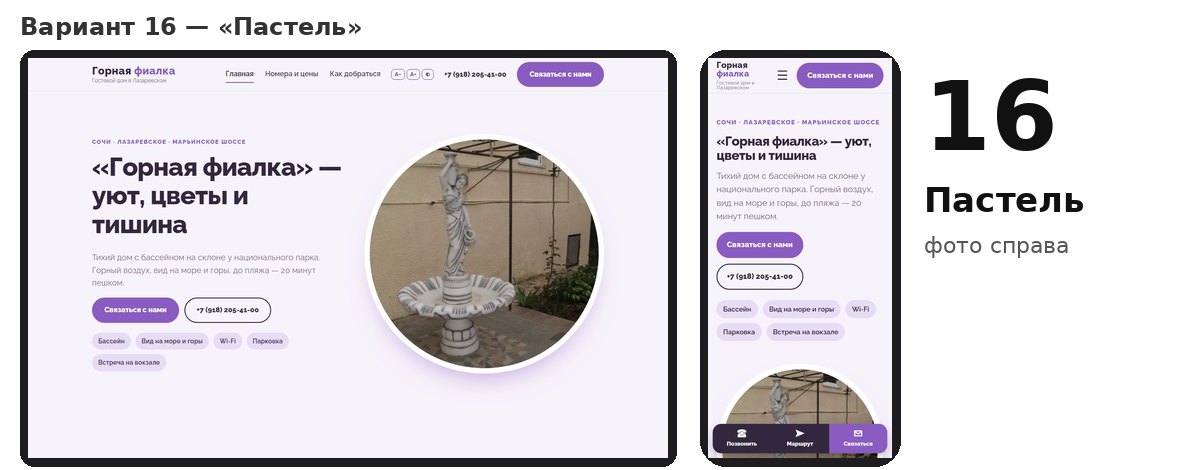 Вариант 16 — «Пастель»
Горная фиалка
Гостевой дом в Лазаревском
Главная
Номера и цены
Как добраться
A-
A+
+7 (918) 205-41-00
Связаться с нами
СОЧИ · ЛАЗАРЕВСКОЕ · МАРЬИНСКОЕ ШОССЕ
«Горная фиалка» —
уют, цветы и
тишина
Тихий дом с бассейном на склоне у национального парка.
Горный воздух, вид на море и горы, до пляжа — 20 минут
пешком.
Связаться с нами
+7 (918) 205-41-00
Бассейн
Вид на море и горы
Wi-Fi
Парковка
Встреча на вокзале
Горная
фиалка
Гостевой дом в
Лазаревском
Связаться с нами
СОЧИ · ЛАЗАРЕВСКОЕ · МАРЬИНСКОЕ ШОССЕ
«Горная фиалка» — уют,
цветы и тишина
Тихий дом с бассейном на склоне у
национального парка. Горный воздух,
вид на море и горы, до пляжа — 20
минут пешком.
Связаться с нами
+7 (918) 205-41-00
Бассейн
Вид на море и горы
Wi-Fi
Парковка
Встреча на вокзале
Позвонить
Маршрут
Связаться
16
Пастель
фото справа